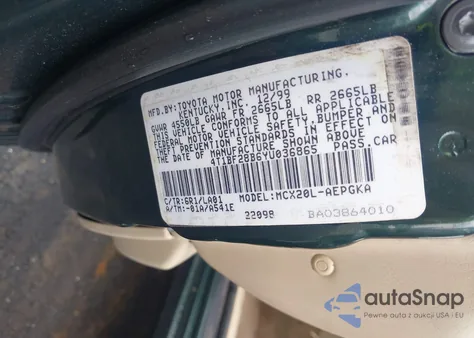 MFD.BY:TOYOTA MOTOR MANUFACTURING.
KENTUCKY.INC. 12/99
GVWR 4550LB GAWR FR 2665LB RR 2665LB
THIS VEHICLE CONFORMS TO ALL APPLICABLE
FEDERAL MOTOR VEHICLE SAFETY, BUMPER AND
THEFT PREVENTION STANDARDS IN EFFECT ON
THE DATE OF MANUFACTURE SHOWN ABOVE
4T1BF28B6YU036865 PASS.CAR
C/TR:6R1/LA01 MODEL:MCX20L-AEPGKA
A/TM:-01A/A541E
22098 BA03864010
autoSnap
Pewne auta z aukcji USA i EU